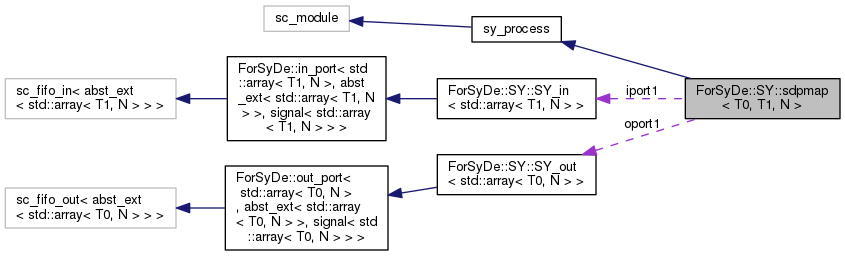 sc_module
sy_process
ForSyDe::in_port< std
::array< T1, N >, abst
_ext< std::array< T1, N
> >, signal< std::array
< T1, N > > >
sc_fifo_in< abst_ext
< std::array< T1, N > > >
ForSyDe::SY::SY_in
< std::array< T1, N > >
iport1
ForSyDe::SY::sdpmap
< T0, T1, N >
oport1
ForSyDe::out_port<
std::array< T0, N >
, abst_ext< std::array
< T0, N > >, signal< std
::array< T0, N > > >
ForSyDe::SY::SY_out
< std::array< T0, N > >
sc_fifo_out< abst_ext
< std::array< T0, N > > >